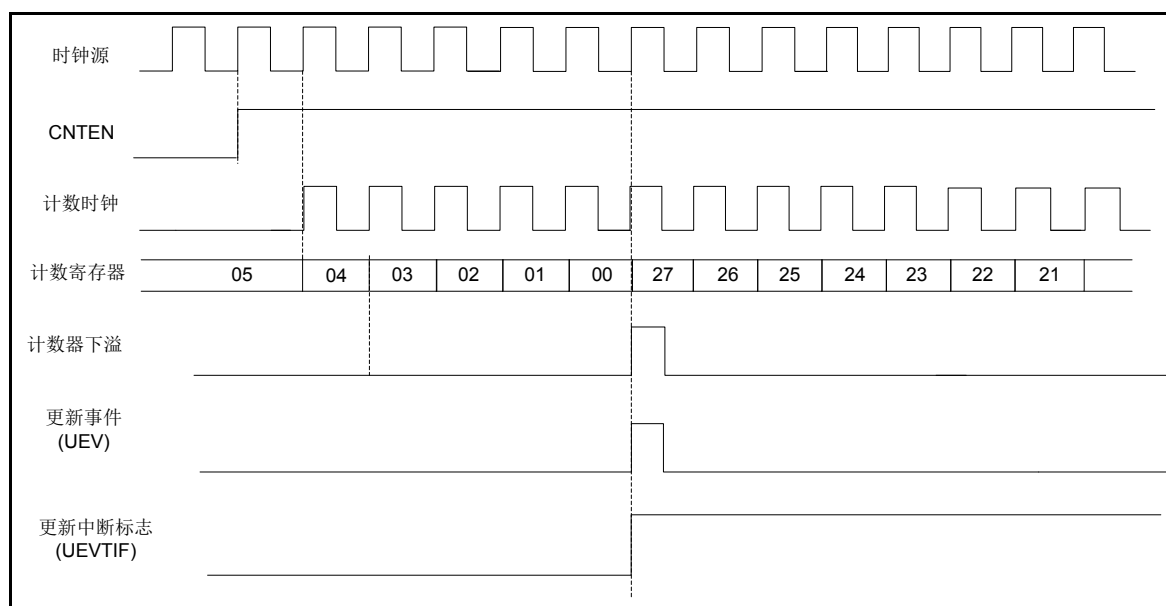 时钟源
CNTEN
计数时钟
计数寄存器 05 04 03 02 01 00 27 26 25 24 23 22 21
计数器下溢
更新事件
(UEV)
更新中断标志
(UEVTIF)